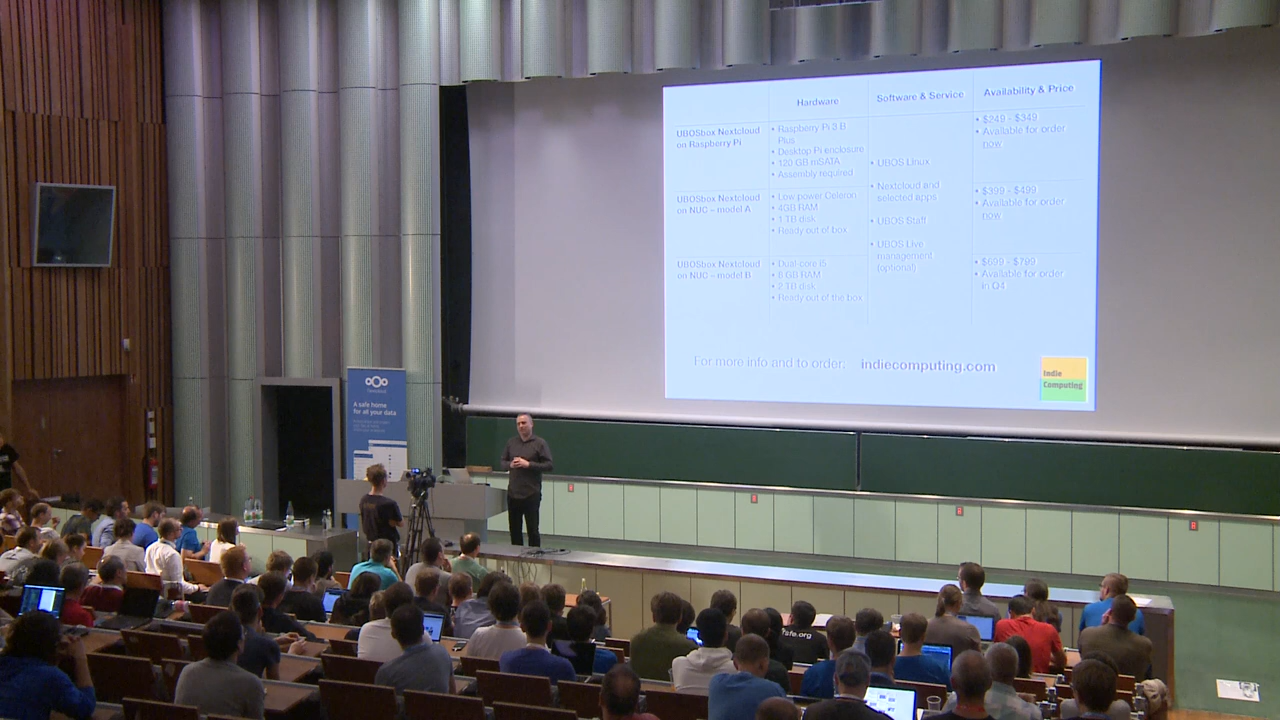 Hardware
Software & Service
Availability & Price
UBOSbox Nextcloud
on Raspberry Pi
• Raspberry Pi 3 B
Plus
• Desktop Pi enclosure
• 120 GB mSATA
• Assembly required
• $249 - $349
• Available for order
now
UBOSbox Nextcloud
on NUC – model A
• Low power Celeron
• 4GB RAM
• 1 TB disk
• Ready out of box
• $399 - $499
• Available for order
now
UBOSbox Nextcloud
on NUC – model B
• Dual-core i5
• 8 GB RAM
• 2 TB disk
• Ready out of the box
• $699 - $799
• Available for order
in Q4
• UBOS Linux
• Nextcloud and
selected apps
• UBOS Staff
• UBOS Live
management
(optional)
For more info and to order: indiecomputing.com
Indie
Computing
A safe home
for all your data
fsfe.org